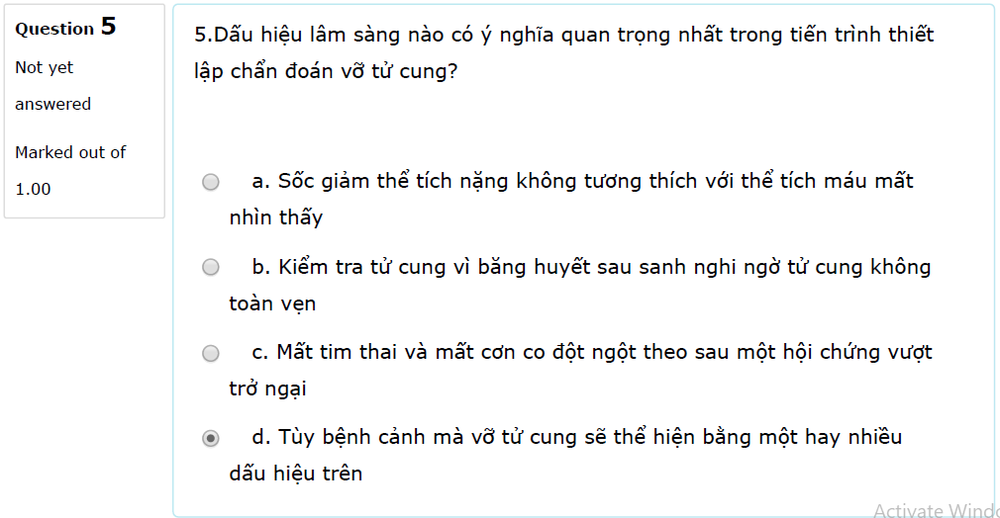 Question 5
Not yet
answered
Marked out of
1.00
5.Dấu hiệu lâm sàng nào có ý nghĩa quan trọng nhất trong tiến trình thiết
lập chẩn đoán vỡ tử cung?
a. Sốc giảm thể tích nặng không tương thích với thể tích máu mất
nhìn thấy
b. Kiểm tra tử cung vì băng huyết sau sanh nghi ngờ tử cung không
toàn vẹn
c. Mất tim thai và mất cơn co đột ngột theo sau một hội chứng vượt
trở ngại
d. Tùy bệnh cảnh mà vỡ tử cung sẽ thể hiện bằng một hay nhiều
dấu hiệu trên
Activate Windo